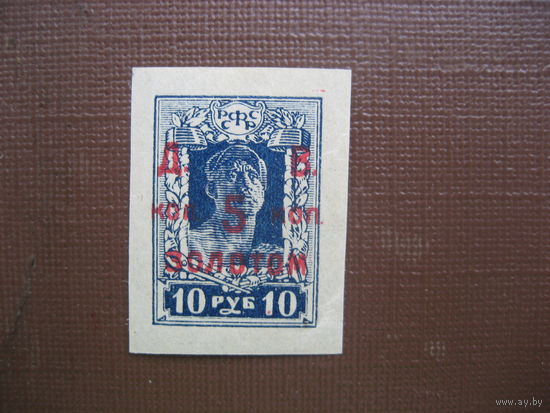 РСФСР
Д. В.
коп. 5 коп.
золотом
10 РУБ 10
www.ay.by